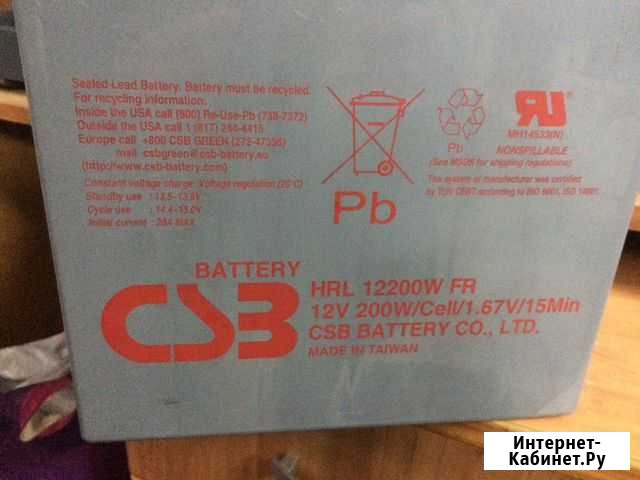 Sealed-Lead Battery. Battery must be recycled.
For recycling information:
Inside the USA call (800) Re-Use-Pb (738-7372)
Outside the USA call 1 (817) 244-4415
Europe call +800 CSB GREEN (272-47336)
mail csbgreen@csb-battery.eu
(http://www.csb-battery.com)
Constant voltage charge. Voltage regulation (25°C)
Standby use : 13.5-13.8V
Cycle use : 14.4-15.0V
Initial current : MAX
Pb
Pb
MH14533(N)
NONSPILLABLE
(See MSDS for shipping regulations)
The system of manufacture was certified
by TUV CERT according to ISO 9001, ISO 14001.
BATTERY
CSB
HRL 12200W FR
12V 200W/Cell/1.67V/15Min
CSB BATTERY CO., LTD.
MADE IN TAIWAN
Интернет-
Кабинет.Ру